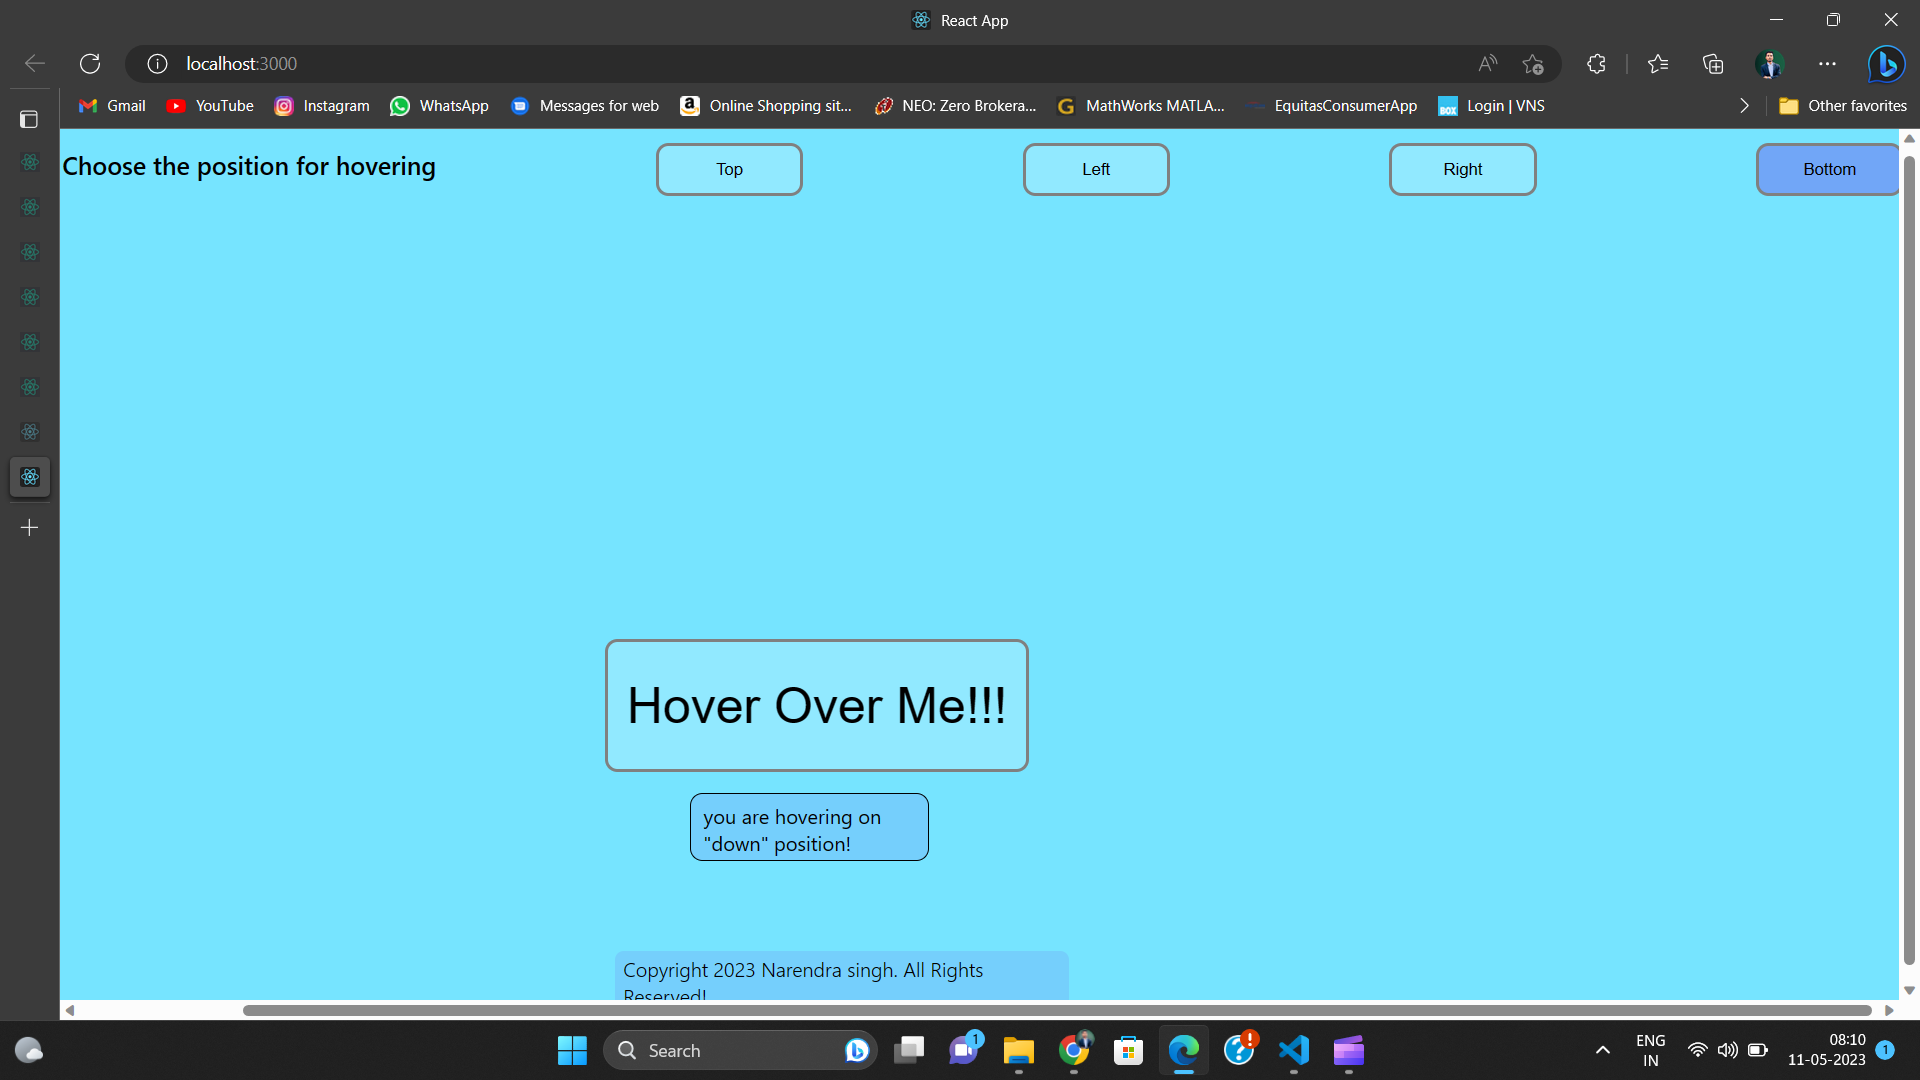 React App
localhost:3000
Gmail YouTube Instagram WhatsApp Messages for web Online Shopping sit... NEO: Zero Brokera... MathWorks MATLA... EquitasConsumerApp Login | VNS Other favorites
Choose the position for hovering
Top Left Right Bottom
Hover Over Me!!!
you are hovering on
"down" position!
Copyright 2023 Narendra singh. All Rights
Reserved!
Search
1
ENG
IN
08:10
11-05-2023
1